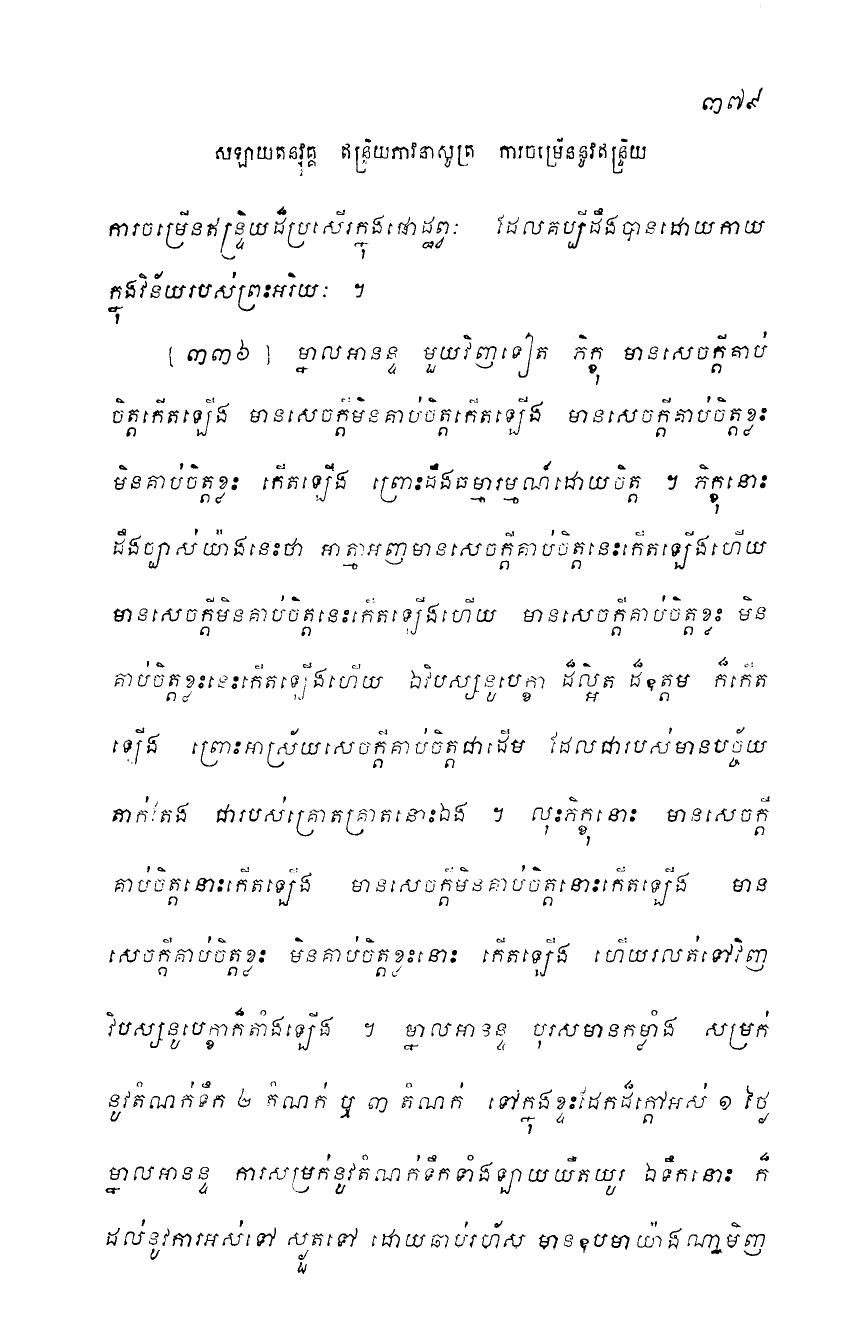 ៣៧៩
សឡាយតនវគ្គ ឥន្ទ្រិយភាវនាសូត្រ ការចម្រើននូវឥន្ទ្រិយ
ការចម្រើនឥន្ទ្រិយដ៏ប្រសើរក្នុងផោដ្ឋព្វៈ ដែលគប្បីដឹងបានដោយកាយ
ក្នុងវិន័យរបស់ព្រះអរិយៈ ។
[៣៣៦] ម្នាលអានន្ទ មួយវិញទៀត ភិក្ខុ មានសេចក្តីគាប់
ចិត្តកើតឡើង មានសេចក្តីមិនគាប់ចិត្តកើតឡើង មានសេចក្តីគាប់ចិត្តខ្លះ
មិនគាប់ចិត្តខ្លះ កើតឡើង ព្រោះដឹងធម្មារម្មណ៍ដោយចិត្ត ។ ភិក្ខុនោះ
ដឹងច្បាស់យ៉ាងនេះថា អាត្មាអញមានសេចក្តីគាប់ចិត្តនេះកើតឡើងហើយ
មានសេចក្តីមិនគាប់ចិត្តនេះកើតឡើងហើយ មានសេចក្តីគាប់ចិត្តខ្លះ មិន
គាប់ចិត្តខ្លះនេះកើតឡើងហើយ ឯវិបស្សនូបេក្ខា ដ៏ល្អិត ដ៏ឧត្តម ក៏កើត
ឡើង ព្រោះអាស្រ័យសេចក្តីគាប់ចិត្តជាដើម ដែលជារបស់មានបច្ច័យ
តាក់តែង ជារបស់គ្រោតគ្រាតនោះឯង ។ លុះភិក្ខុនោះ មានសេចក្តី
គាប់ចិត្តនោះកើតឡើង មានសេចក្តីមិនគាប់ចិត្តនោះកើតឡើង មាន
សេចក្តីគាប់ចិត្តខ្លះ មិនគាប់ចិត្តខ្លះនោះ កើតឡើង ហើយរលត់ទៅវិញ
វិបស្សនូបេក្ខាក៏តាំងឡើង ។ ម្នាលអានន្ទ បុរសមានកម្លាំង សម្រក់
នូវតំណក់ទឹក ២ តំណក់ ឬ ៣ តំណក់ ទៅក្នុងខ្ទះដែកដ៏ក្តៅអស់ ១ ថ្ងៃ
ម្នាលអានន្ទ ការសម្រក់នូវតំណក់ទឹកទាំងឡាយយឺតយូរ ឯទឹកនោះ ក៏
ដល់នូវការអស់ទៅ ស្ងួតទៅ ដោយឆាប់រហ័ស មានឧបមាយ៉ាងណាមិញ